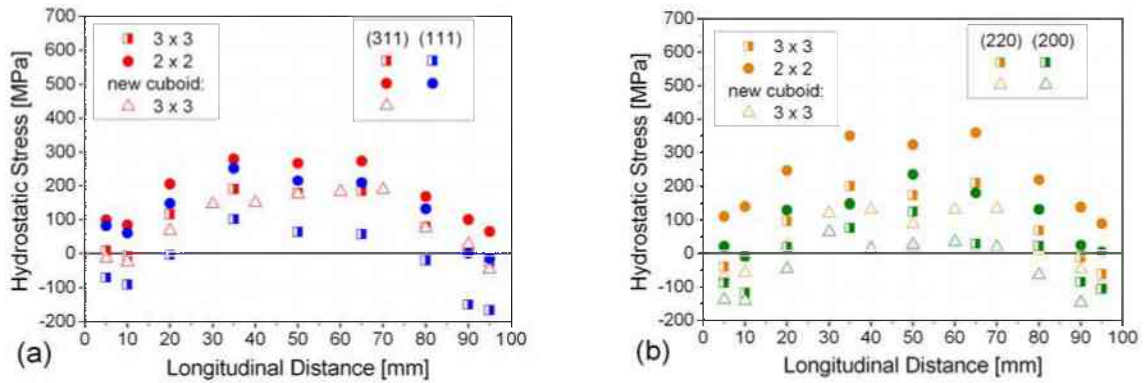 700
600
500
400
300
200
100
0
-100
-200
Hydrostatic Stress [MPa]
3 x 3
2 x 2
new cuboid:
3 x 3
(311) (111)
0 10 20 30 40 50 60 70 80 90 100
(a)
Longitudinal Distance [mm]
700
600
500
400
300
200
100
0
-100
-200
Hydrostatic Stress [MPa]
3 x 3
2 x 2
new cuboid:
3 x 3
(220) (200)
0 10 20 30 40 50 60 70 80 90 100
(b)
Longitudinal Distance [mm]